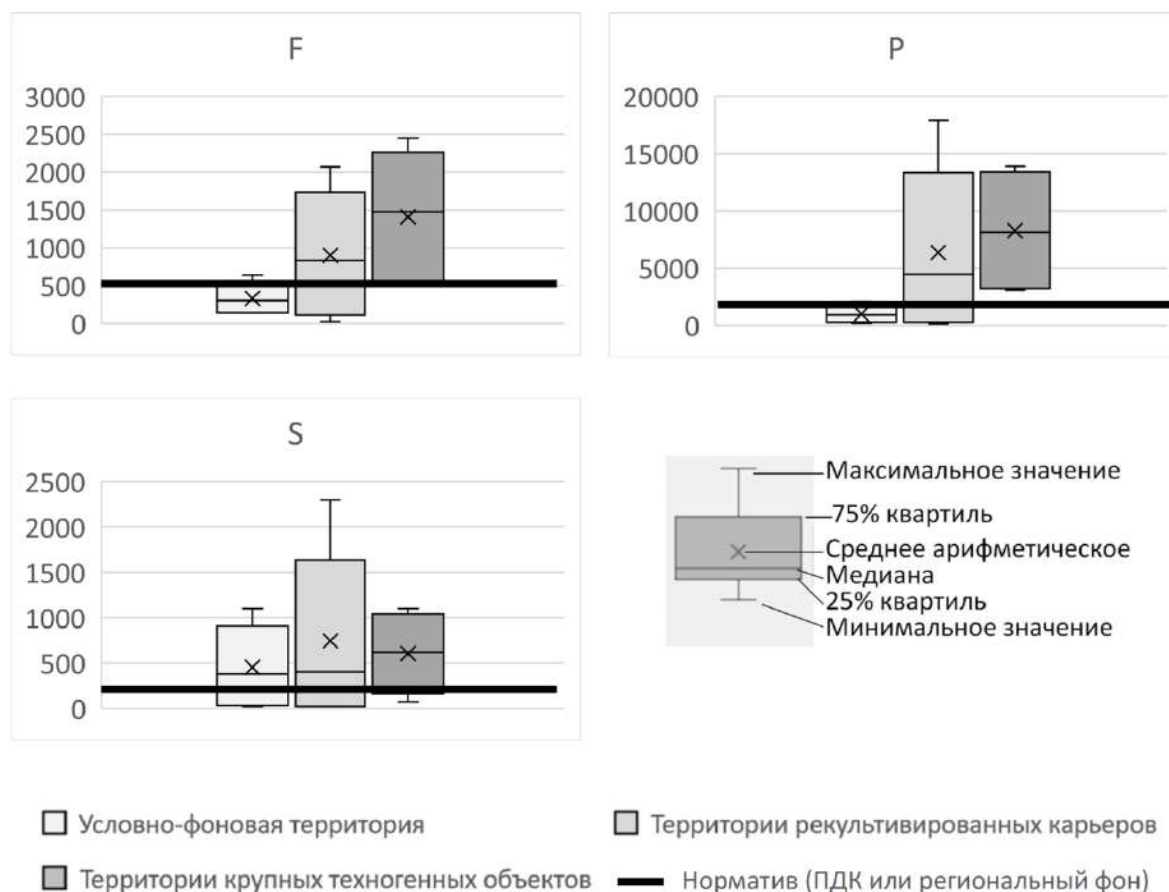 F
3000
2500
2000
1500
1000
500
0
P
20000
15000
10000
5000
0
S
2500
2000
1500
1000
500
0
Максимальное значение
75% квартиль
Среднее арифметическое
Медиана
25% квартиль
Минимальное значение
Условно-фоновая территория
Территории рекультивированных карьеров
Территории крупных техногенных объектов
Норматив (ПДК или региональный фон)